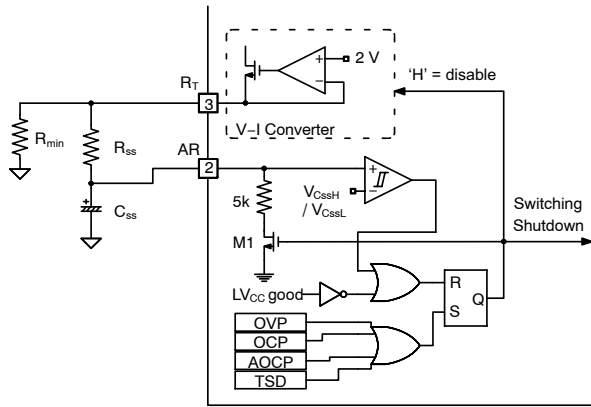 2 V
'H' = disable
RT
3
V–I Converter
Rmin
Rss
AR
2
+
–
+
–
5k
VCssH
/ VCssL
+
Css
M1
Switching
Shutdown
LVCC good
R
S
Q
OVP
OCP
AOCP
TSD